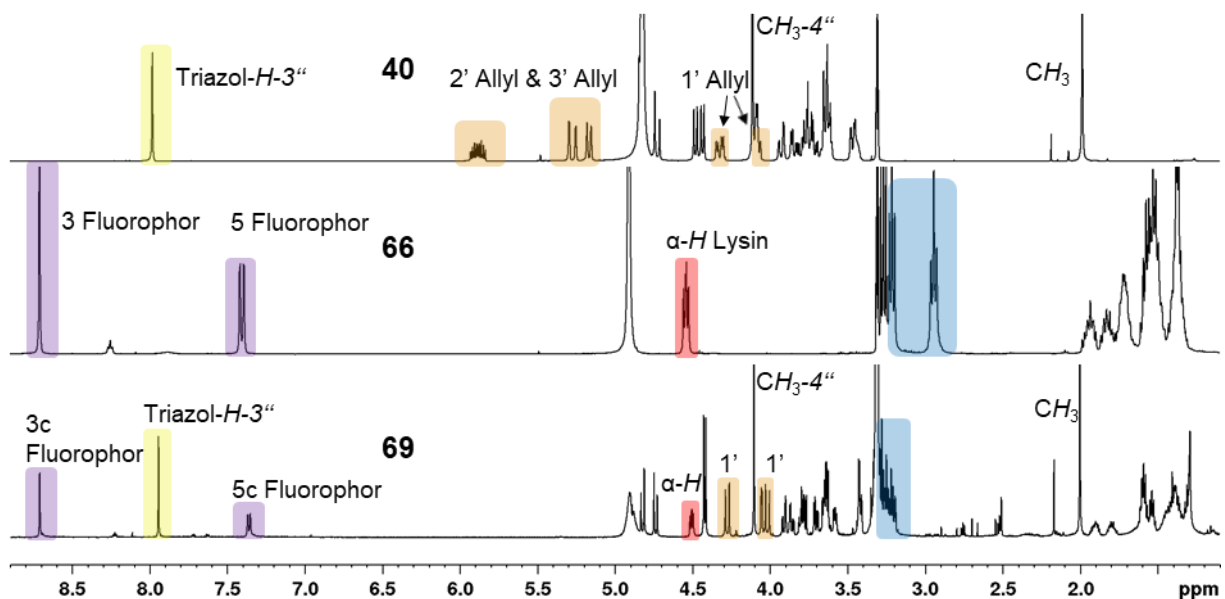 CH3-4“
Triazol-H-3“
40
2’ Allyl & 3’ Allyl
1’ Allyl
CH3
3 Fluorophor
5 Fluorophor
66
α-H Lysin
CH3-4“
3c
Fluorophor
Triazol-H-3“
69
5c Fluorophor
α-H
1’
1’
CH3
8.5 8.0 7.5 7.0 6.5 6.0 5.5 5.0 4.5 4.0 3.5 3.0 2.5 2.0 ppm